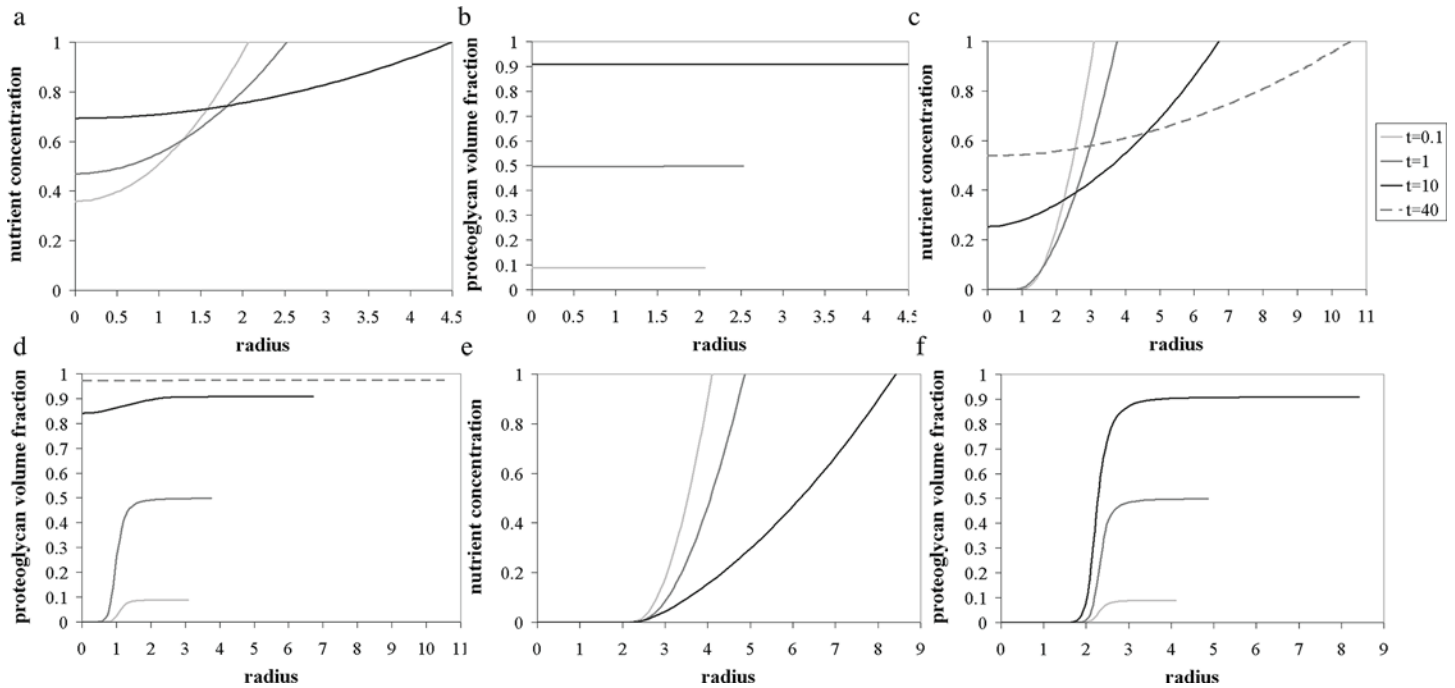 a
b
c
nutrient concentration
1
0.8
0.6
0.4
0.2
0
0 0.5 1 1.5 2 2.5 3 3.5 4 4.5
radius
proteoglycan volume fraction
1
0.9
0.8
0.7
0.6
0.5
0.4
0.3
0.2
0.1
0
0 0.5 1 1.5 2 2.5 3 3.5 4 4.5
radius
nutrient concentration
1
0.8
0.6
0.4
0.2
0
0 1 2 3 4 5 6 7 8 9 10 11
radius
t=0.1
t=1
t=10
t=40
d
e
f
proteoglycan volume fraction
1
0.9
0.8
0.7
0.6
0.5
0.4
0.3
0.2
0.1
0
0 1 2 3 4 5 6 7 8 9 10 11
radius
nutrient concentration
1
0.8
0.6
0.4
0.2
0
0 1 2 3 4 5 6 7 8 9
radius
proteoglycan volume fraction
1
0.9
0.8
0.7
0.6
0.5
0.4
0.3
0.2
0.1
0
0 1 2 3 4 5 6 7 8 9
radius